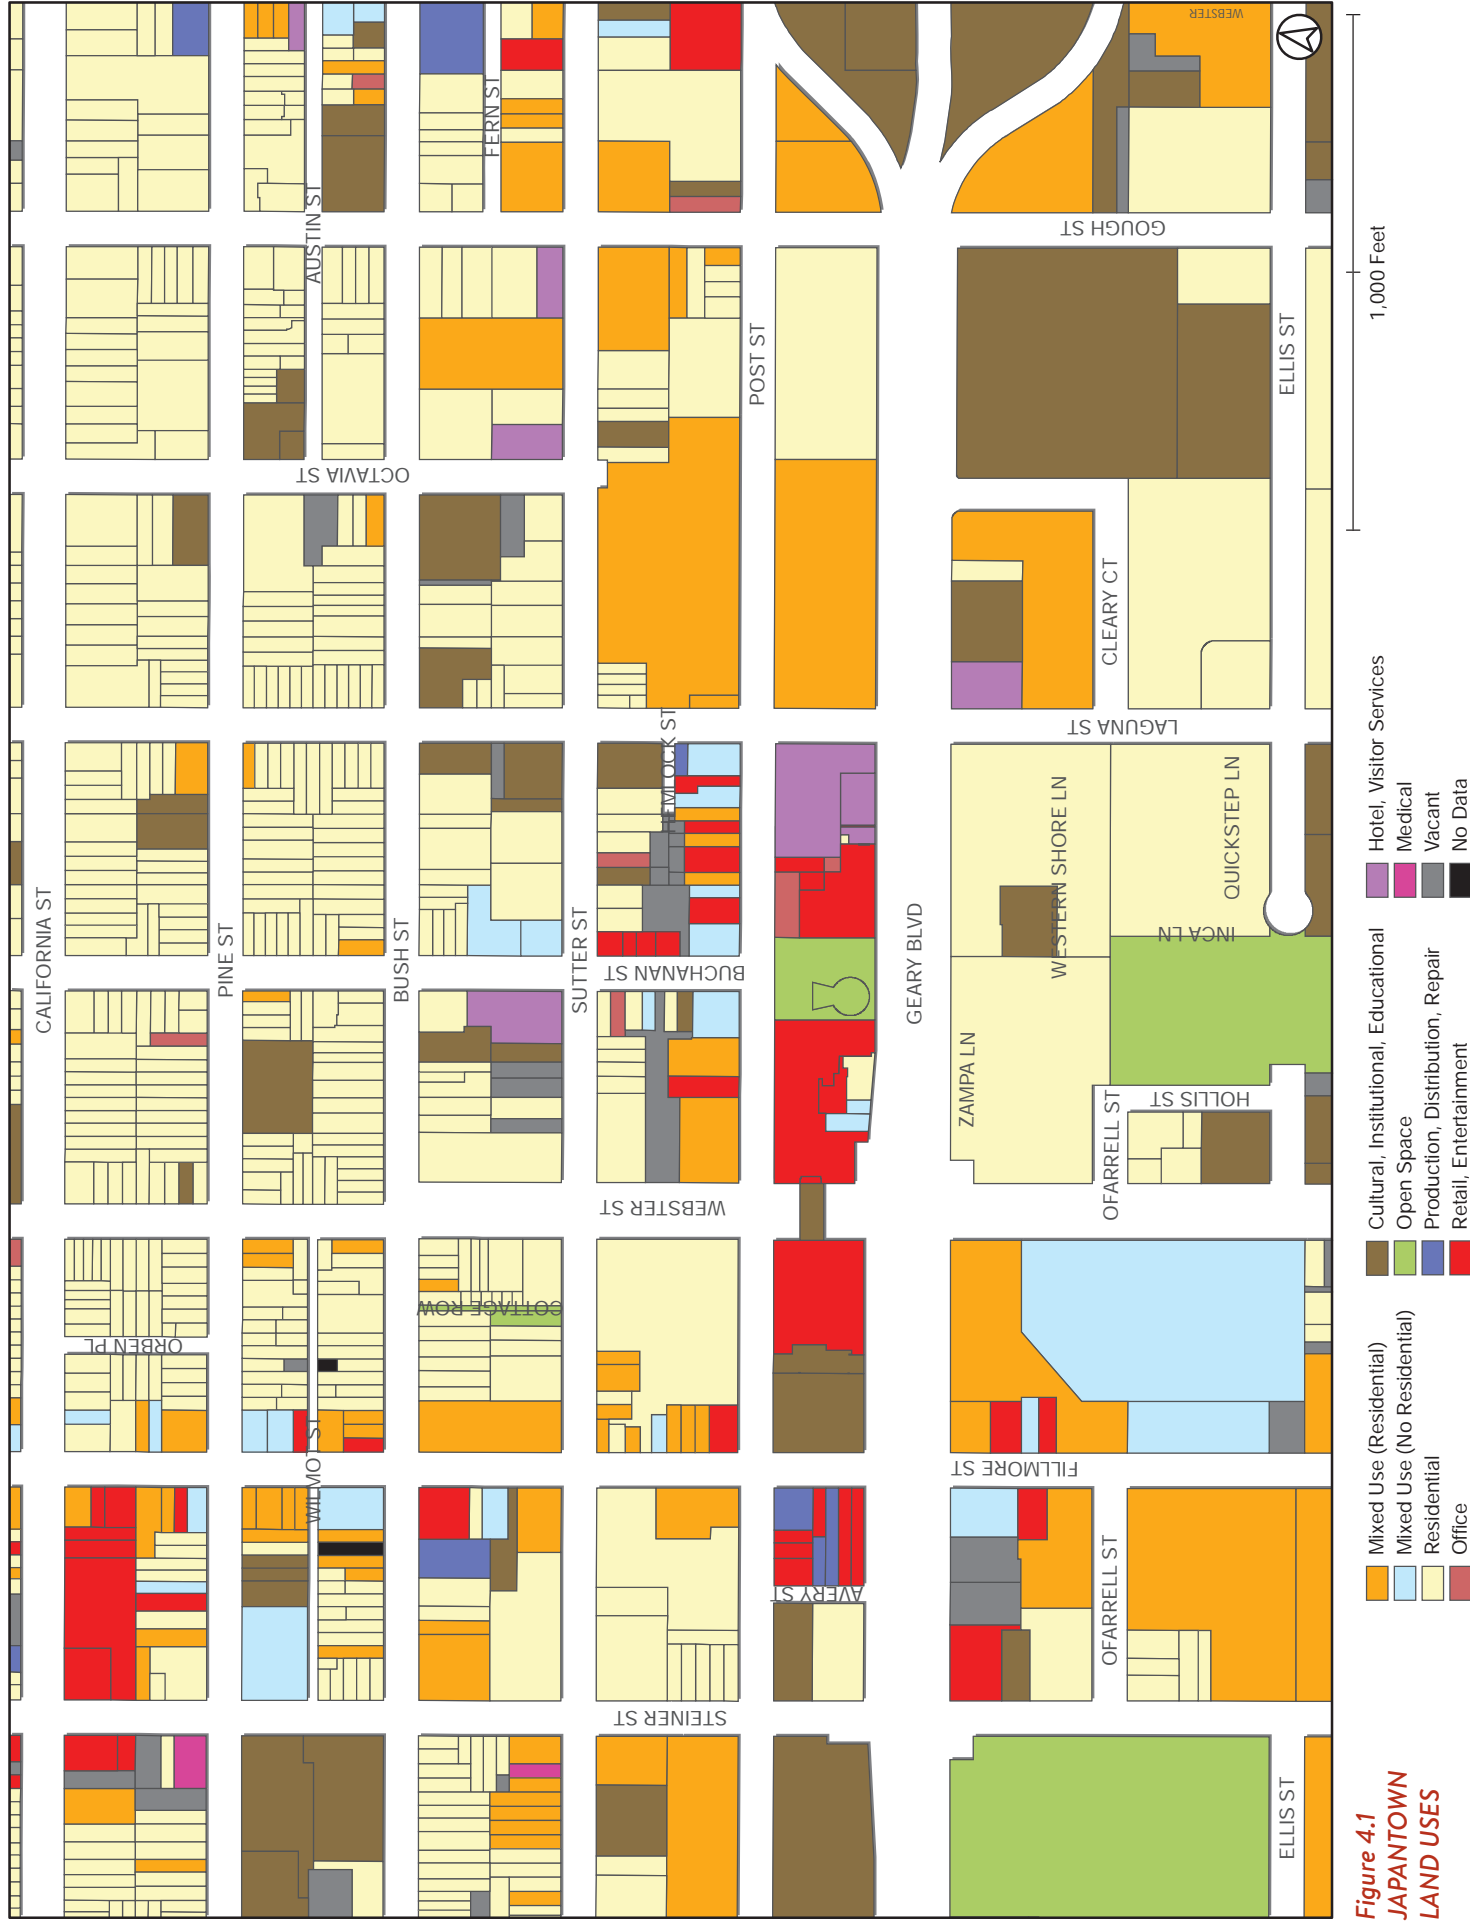 CALIFORNIA ST
PINE ST
BUSH ST
SUTTER ST
POST ST
GEARY BLVD
ELLIS ST
ELLIS ST
OFARRELL ST
OFARRELL ST
CLEARY CT
ZAMPA LN
WESTERN SHORE LN
QUICKSTEP LN
INCA LN
HOLLIS ST
AUSTIN ST
FERN ST
HEMLOCK ST
WILMOT ST
STEINER ST
AVERY ST
FILLMORE ST
ORBEN PL
COTTAGE ROW
WEBSTER ST
BUCHANAN ST
LAGUNA ST
OCTAVIA ST
GOUGH ST
WEBSTER
Figure 4.1
JAPANTOWN
LAND USES
Mixed Use (Residential)
Mixed Use (No Residential)
Residential
Office
Cultural, Institutional, Educational
Open Space
Production, Distribution, Repair
Retail, Entertainment
Hotel, Visitor Services
Medical
Vacant
No Data
1,000 Feet